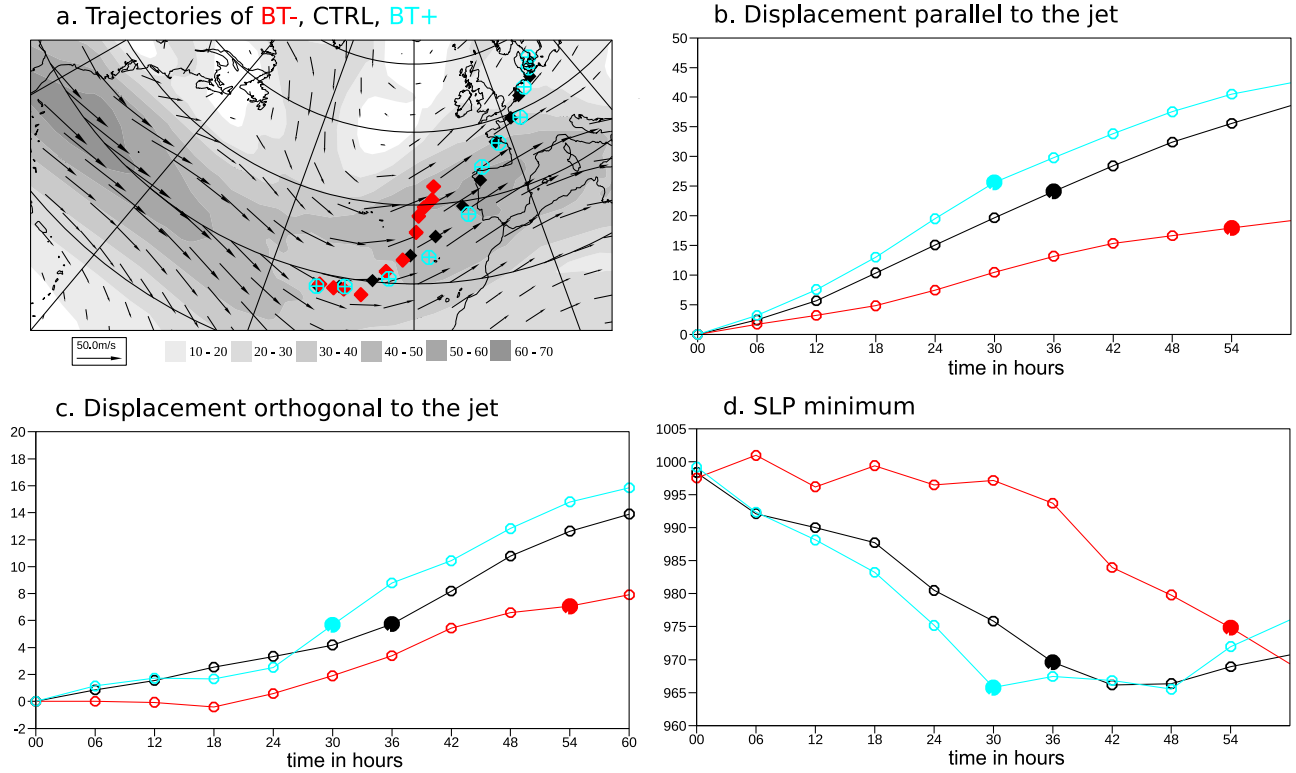 a. Trajectories of BT-, CTRL, BT+
50.0m/s
10 - 20 20 - 30 30 - 40 40 - 50 50 - 60 60 - 70
b. Displacement parallel to the jet
50
45
40
35
30
25
20
15
10
5
0
00 06 12 18 24 30 36 42 48 54
time in hours
c. Displacement orthogonal to the jet
20
18
16
14
12
10
8
6
4
2
0
-2
00 06 12 18 24 30 36 42 48 54 60
time in hours
d. SLP minimum
1005
1000
995
990
985
980
975
970
965
960
00 06 12 18 24 30 36 42 48 54
time in hours